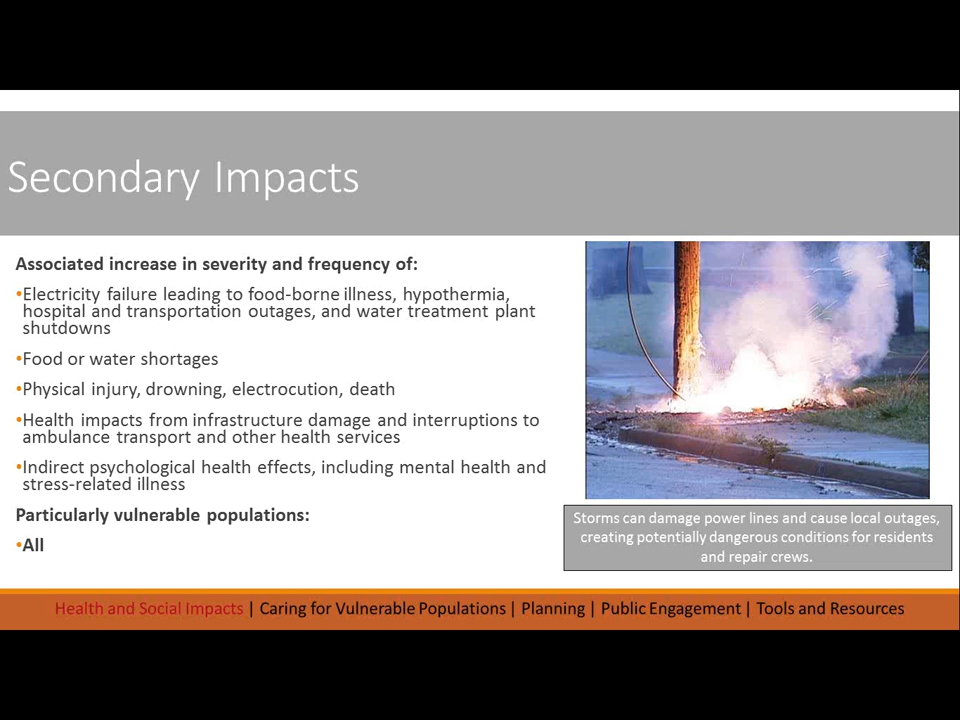 Secondary Impacts
Associated increase in severity and frequency of:
•Electricity failure leading to food-borne illness, hypothermia,
hospital and transportation outages, and water treatment plant
shutdowns
•Food or water shortages
•Physical injury, drowning, electrocution, death
•Health impacts from infrastructure damage and interruptions to
ambulance transport and other health services
•Indirect psychological health effects, including mental health and
stress-related illness
Particularly vulnerable populations:
•All
Storms can damage power lines and cause local outages,
creating potentially dangerous conditions for residents
and repair crews.
Health and Social Impacts | Caring for Vulnerable Populations | Planning | Public Engagement | Tools and Resources